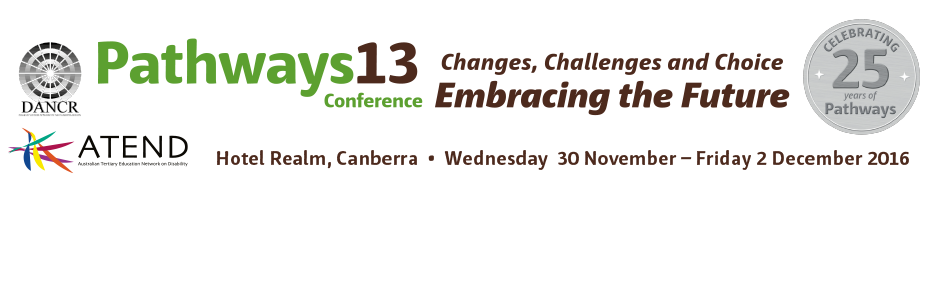 DANCR
Pathways13
Conference
Changes, Challenges and Choice
Embracing the Future
CELEBRATING
25
years of
Pathways
ATEND
Australian Tertiary Education Network on Disability
Hotel Realm, Canberra • Wednesday 30 November – Friday 2 December 2016